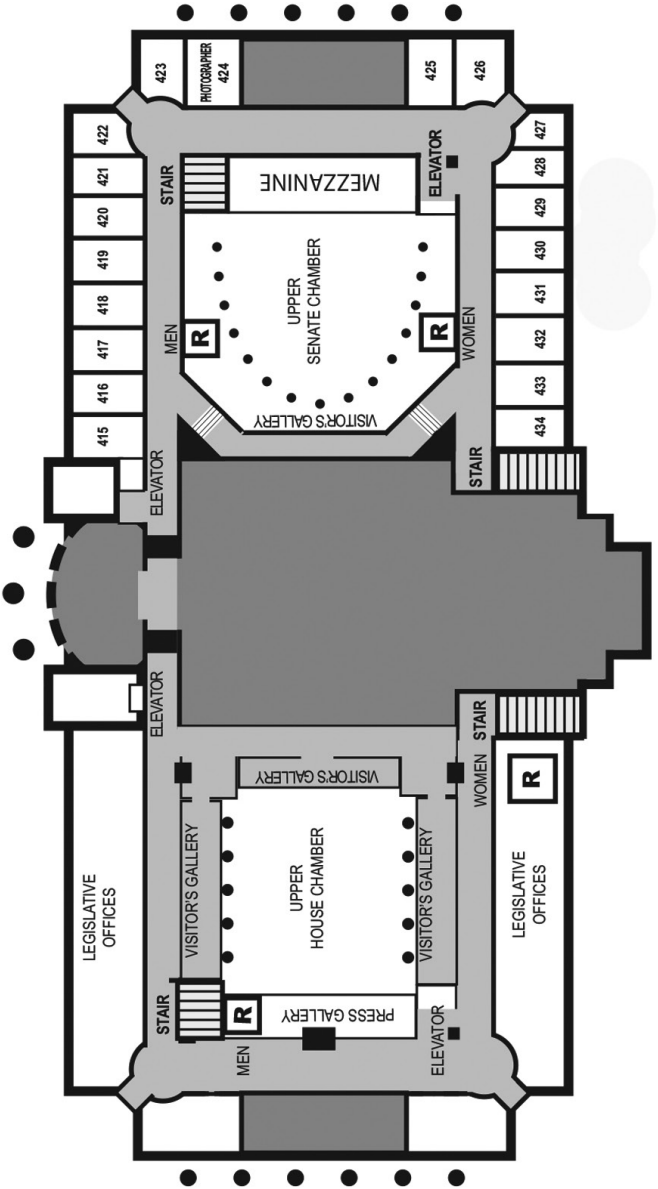 423
PHOTOGRAPHER
424
425
426
422
421
420
419
418
417
416
415
427
428
429
430
431
432
433
434
STAIR
MEZZANINE
ELEVATOR
UPPER
SENATE CHAMBER
MEN
R
R
WOMEN
VISITOR'S GALLERY
ELEVATOR
STAIR
ELEVATOR
STAIR
VISITOR'S GALLERY
WOMEN
R
VISITOR'S GALLERY
UPPER
HOUSE CHAMBER
VISITOR'S GALLERY
LEGISLATIVE
OFFICES
LEGISLATIVE
OFFICES
STAIR
R
PRESS GALLERY
MEN
ELEVATOR